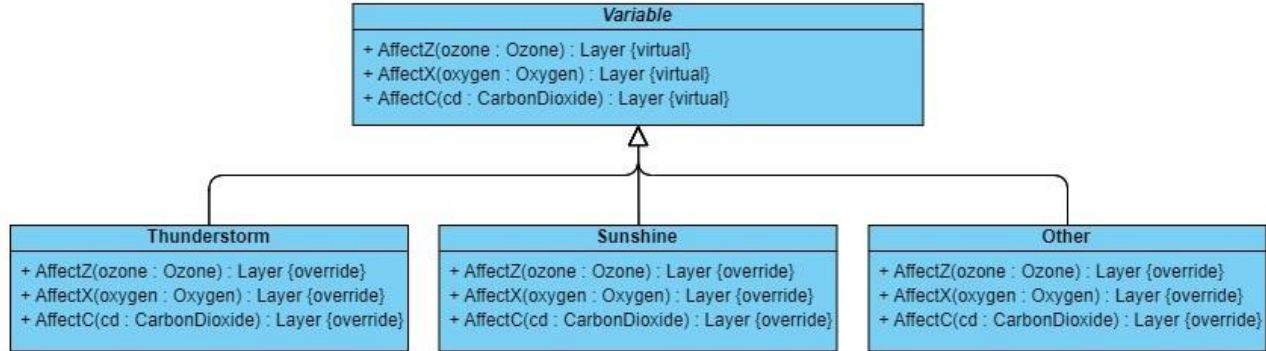 Variable
+ AffectZ(ozone : Ozone) : Layer {virtual}
+ AffectX(oxygen : Oxygen) : Layer {virtual}
+ AffectC(cd : CarbonDioxide) : Layer {virtual}
Thunderstorm
+ AffectZ(ozone : Ozone) : Layer {override}
+ AffectX(oxygen : Oxygen) : Layer {override}
+ AffectC(cd : CarbonDioxide) : Layer {override}
Sunshine
+ AffectZ(ozone : Ozone) : Layer {override}
+ AffectX(oxygen : Oxygen) : Layer {override}
+ AffectC(cd : CarbonDioxide) : Layer {override}
Other
+ AffectZ(ozone : Ozone) : Layer {override}
+ AffectX(oxygen : Oxygen) : Layer {override}
+ AffectC(cd : CarbonDioxide) : Layer {override}